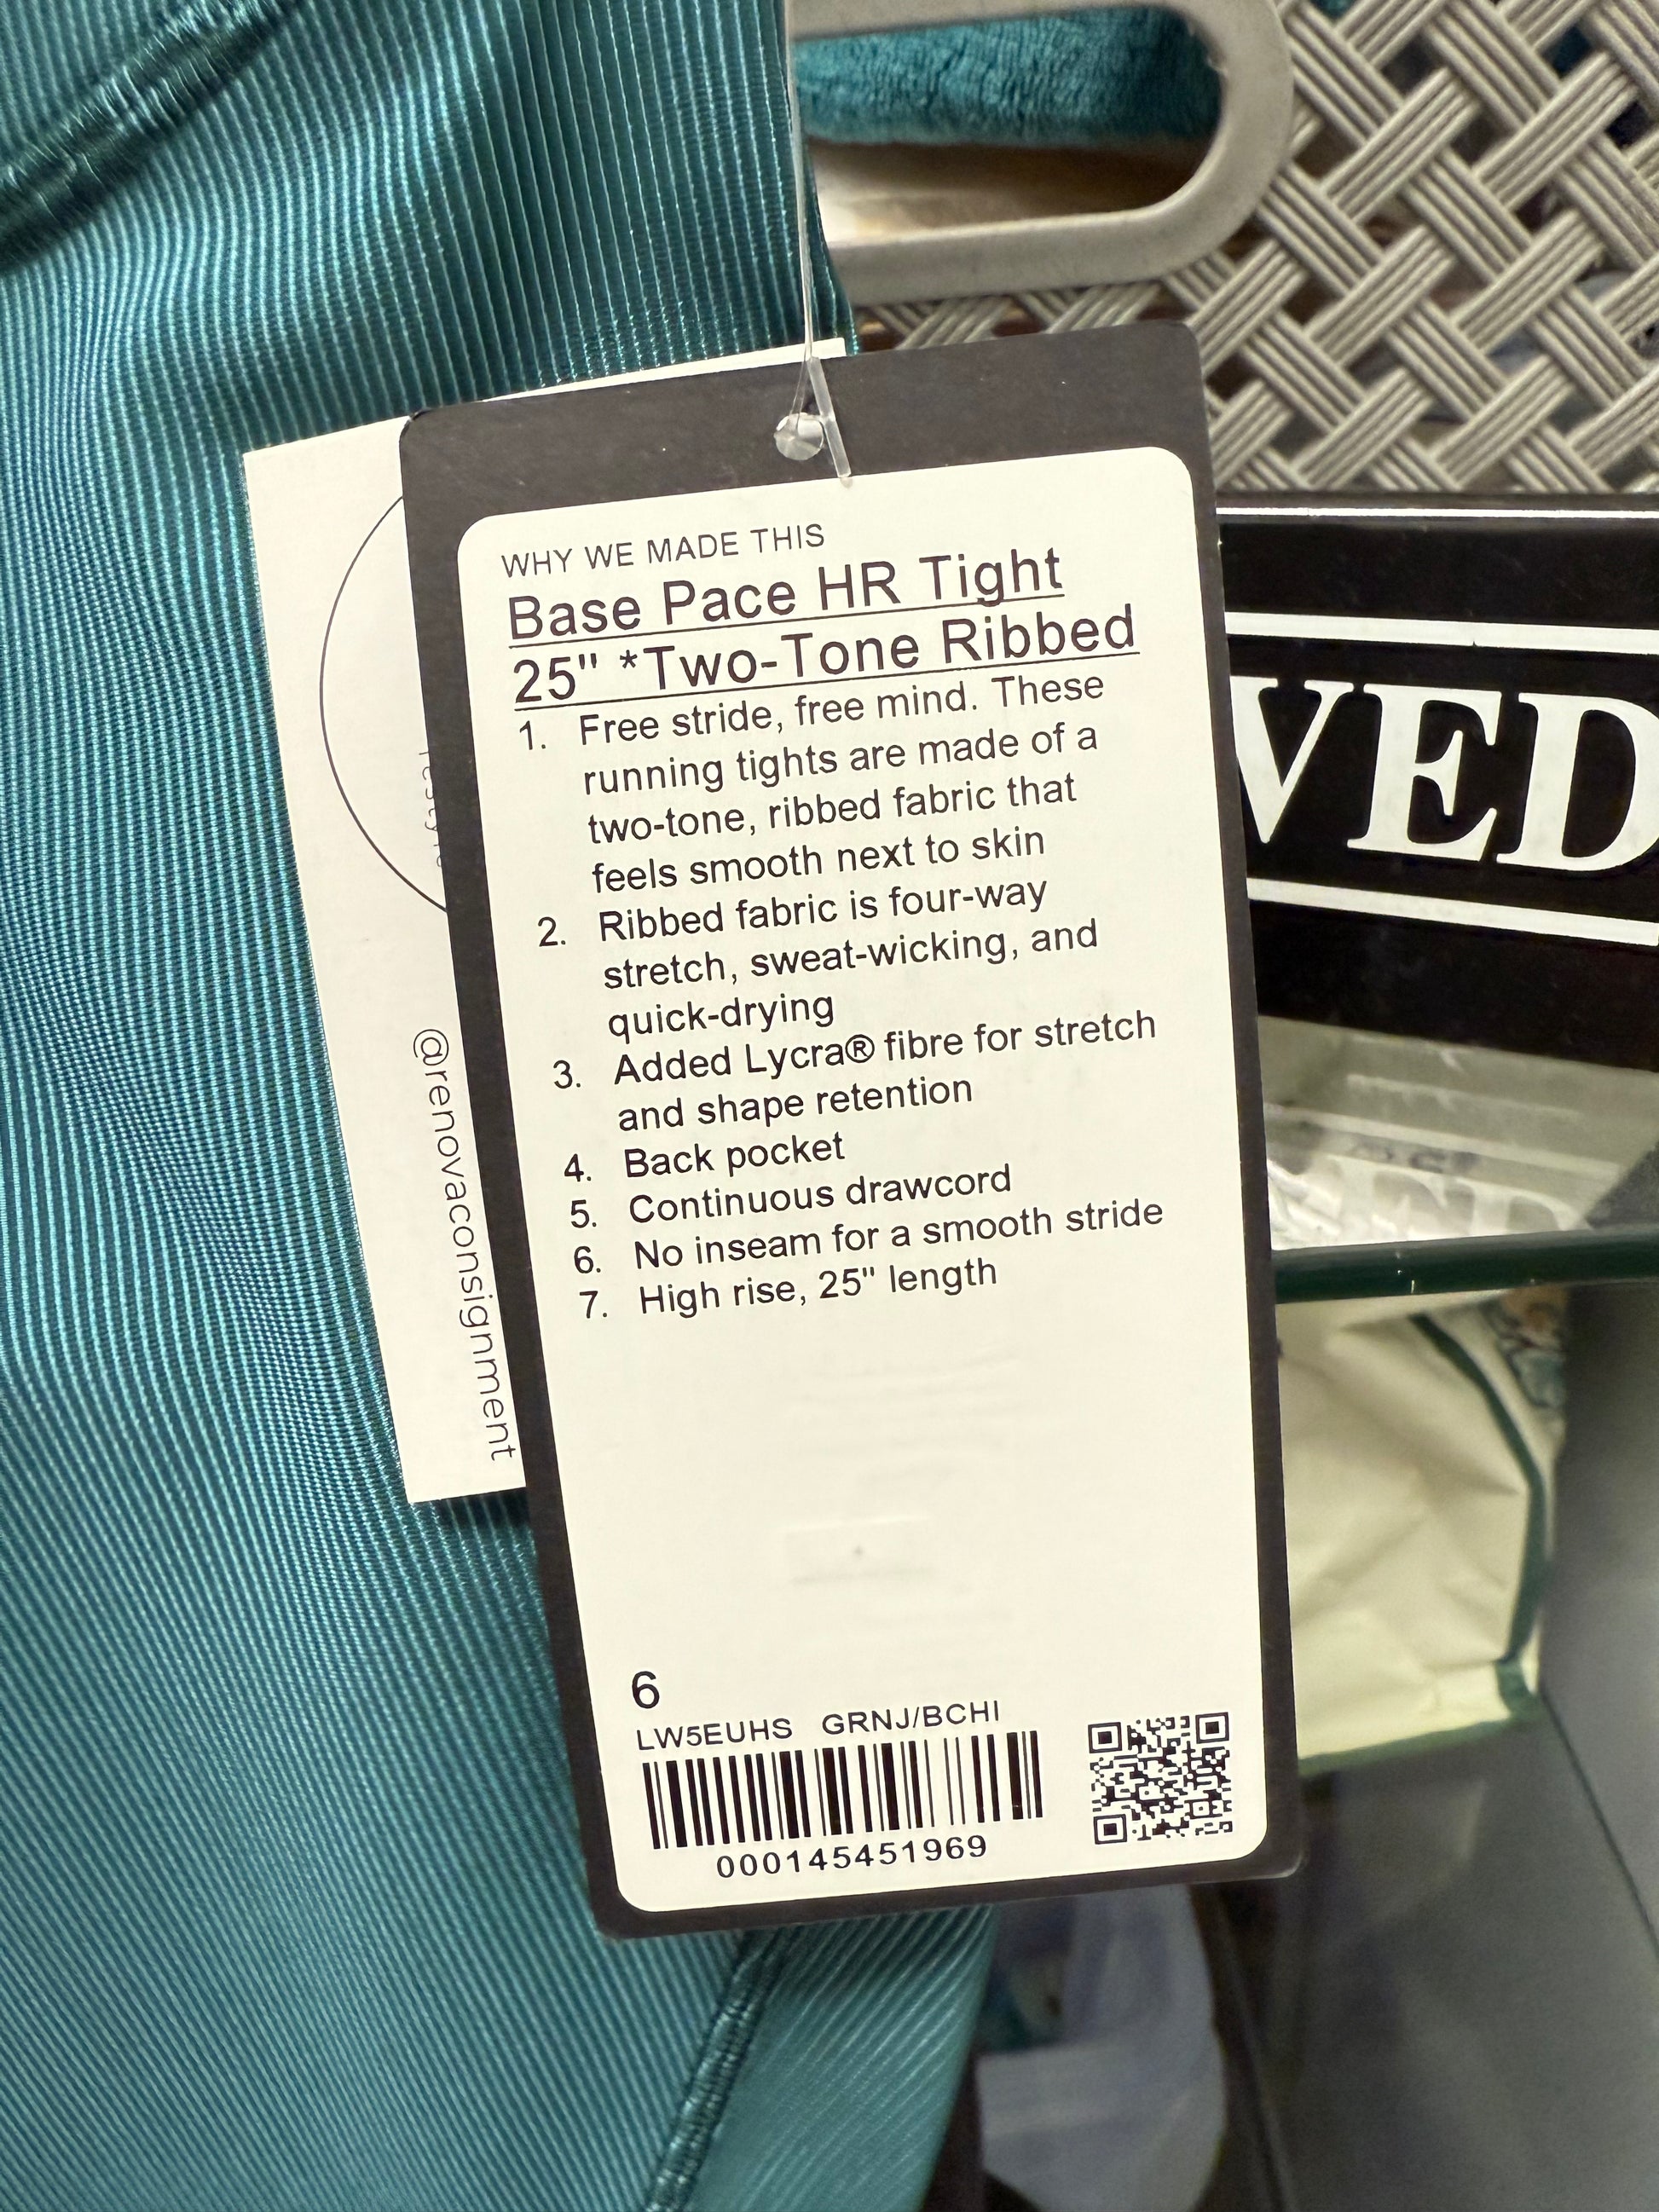 WHY WE MADE THIS
Base Pace HR Tight
25" *Two-Tone Ribbed
1. Free stride, free mind. These
running tights are made of a
two-tone, ribbed fabric that
feels smooth next to skin
2. Ribbed fabric is four-way
stretch, sweat-wicking, and
quick-drying
3. Added Lycra® fibre for stretch
and shape retention
4. Back pocket
5. Continuous drawcord
6. No inseam for a smooth stride
7. High rise, 25" length
6
LW5EUHS GRNJ/BCHI
000145451969
@renovaconsignment
VED